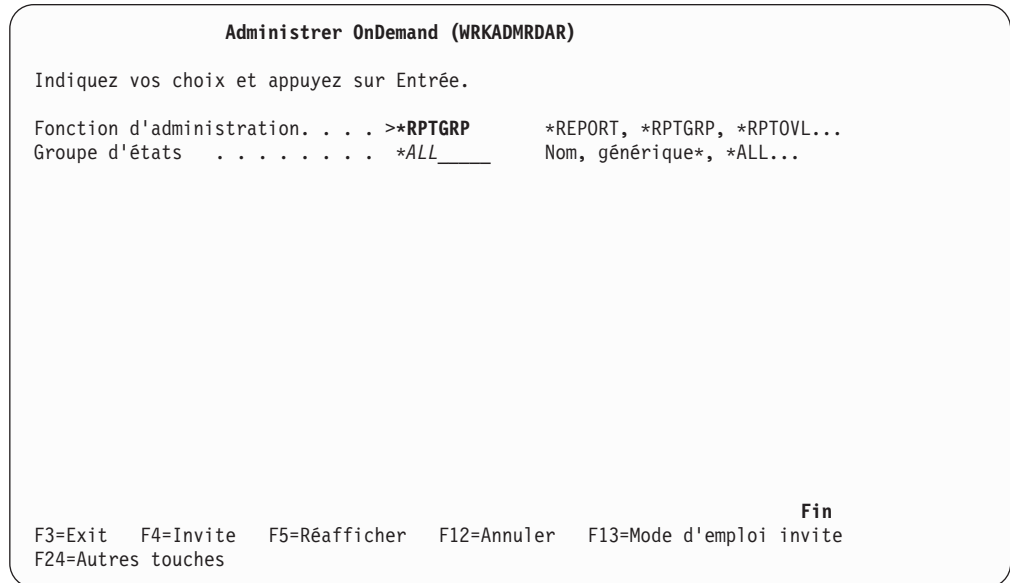 Administrer OnDemand (WRKADMRDAR)
Indiquez vos choix et appuyez sur Entrée.
Fonction d'administration. . . . >*RPTGRP *REPORT, *RPTGRP, *RPTOVL...
Groupe d'états . . . . . . . . *ALL_____ Nom, générique*, *ALL...
Fin
F3=Exit F4=Invite F5=Réafficher F12=Annuler F13=Mode d'emploi invite
F24=Autres touches